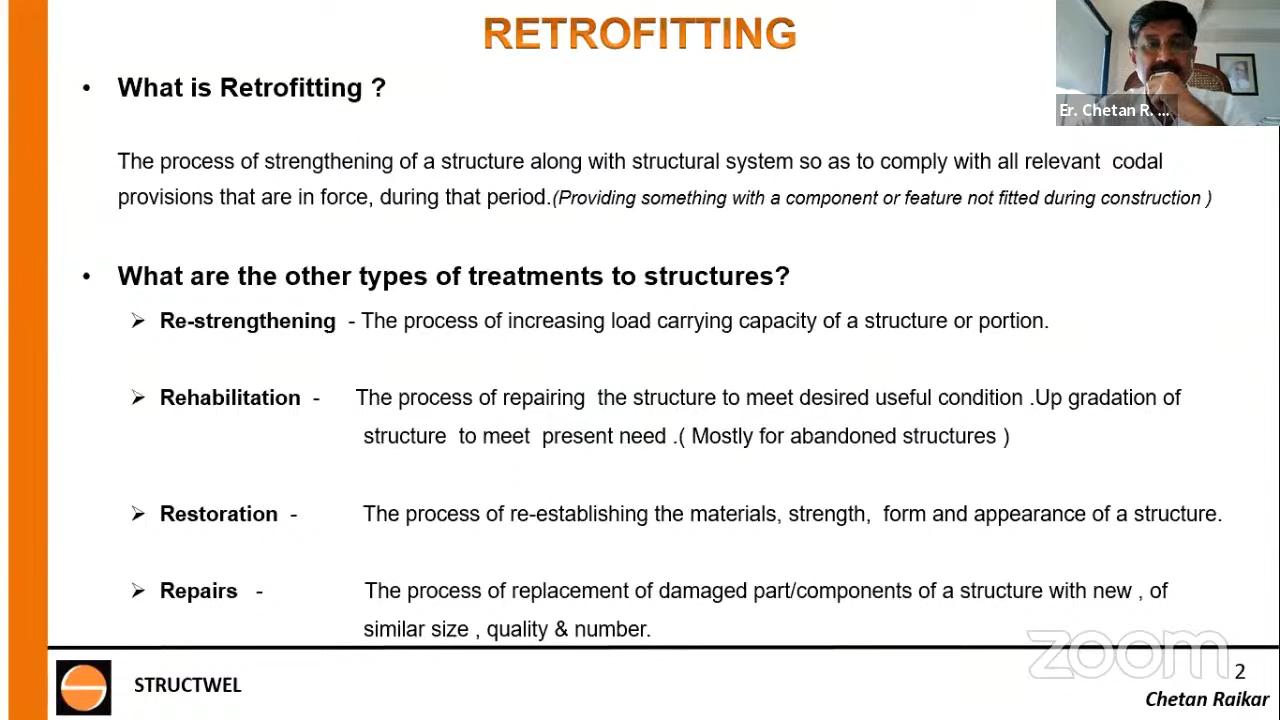 RETROFITTING
Er. Chetan R. ...
• What is Retrofitting ?
The process of strengthening of a structure along with structural system so as to comply with all relevant codal
provisions that are in force, during that period.(Providing something with a component or feature not fitted during construction )
• What are the other types of treatments to structures?
➢ Re-strengthening - The process of increasing load carrying capacity of a structure or portion.
➢ Rehabilitation - The process of repairing the structure to meet desired useful condition .Up gradation of
structure to meet present need .( Mostly for abandoned structures )
➢ Restoration - The process of re-establishing the materials, strength, form and appearance of a structure.
➢ Repairs - The process of replacement of damaged part/components of a structure with new , of
similar size , quality & number.
zoom
STRUCTWEL
2
Chetan Raikar